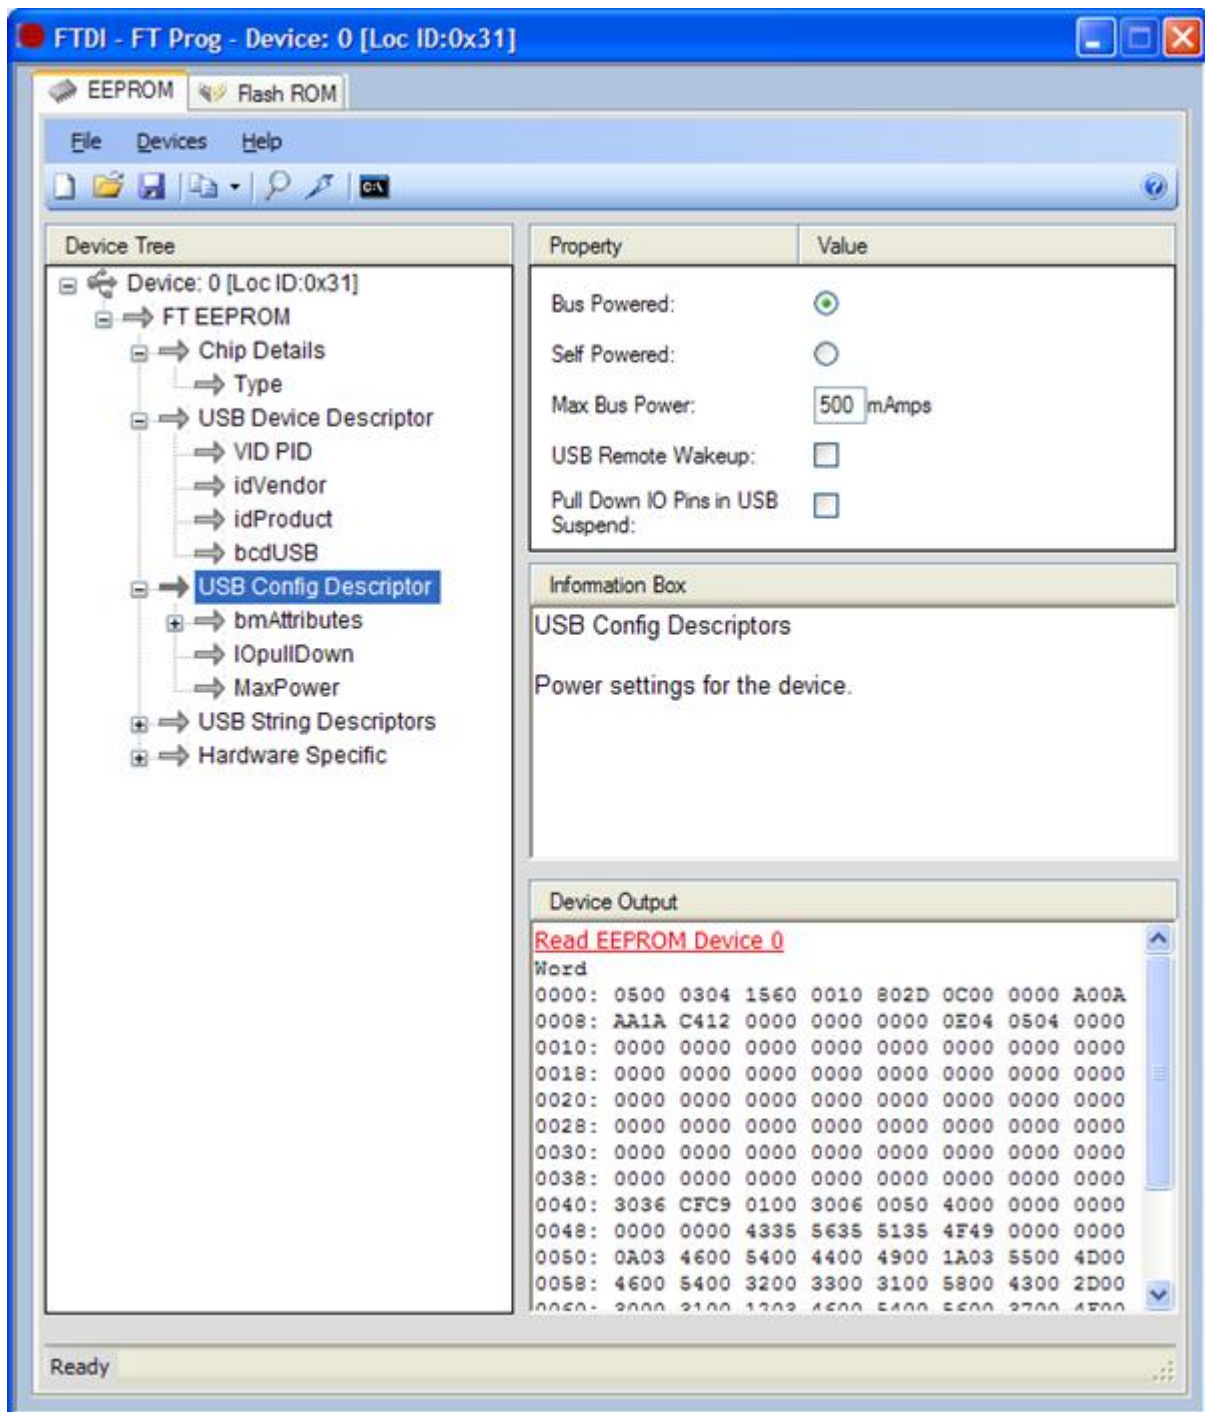 FTDI - FT Prog - Device: 0 [Loc ID:0x31]
EEPROM
Flash ROM
File Devices Help
C:\
Device Tree
Device: 0 [Loc ID:0x31]
FT EEPROM
Chip Details
Type
USB Device Descriptor
VID PID
idVendor
idProduct
bcdUSB
USB Config Descriptor
bmAttributes
IOpullDown
MaxPower
USB String Descriptors
Hardware Specific
Property Value
Bus Powered:
Self Powered:
Max Bus Power: 500 mAmps
USB Remote Wakeup:
Pull Down IO Pins in USB
Suspend:
Information Box
USB Config Descriptors
Power settings for the device.
Device Output
Read EEPROM Device 0
Word
0000: 0500 0304 1560 0010 802D 0C00 0000 A00A
0008: AA1A C412 0000 0000 0000 0E04 0504 0000
0010: 0000 0000 0000 0000 0000 0000 0000 0000
0018: 0000 0000 0000 0000 0000 0000 0000 0000
0020: 0000 0000 0000 0000 0000 0000 0000 0000
0028: 0000 0000 0000 0000 0000 0000 0000 0000
0030: 0000 0000 0000 0000 0000 0000 0000 0000
0038: 0000 0000 0000 0000 0000 0000 0000 0000
0040: 3036 CFC9 0100 3006 0050 4000 0000 0000
0048: 0000 0000 4335 5635 5135 4F49 0000 0000
0050: 0A03 4600 5400 4400 4900 1A03 5500 4D00
0058: 4600 5400 3200 3300 3100 5800 4300 2D00
Ready